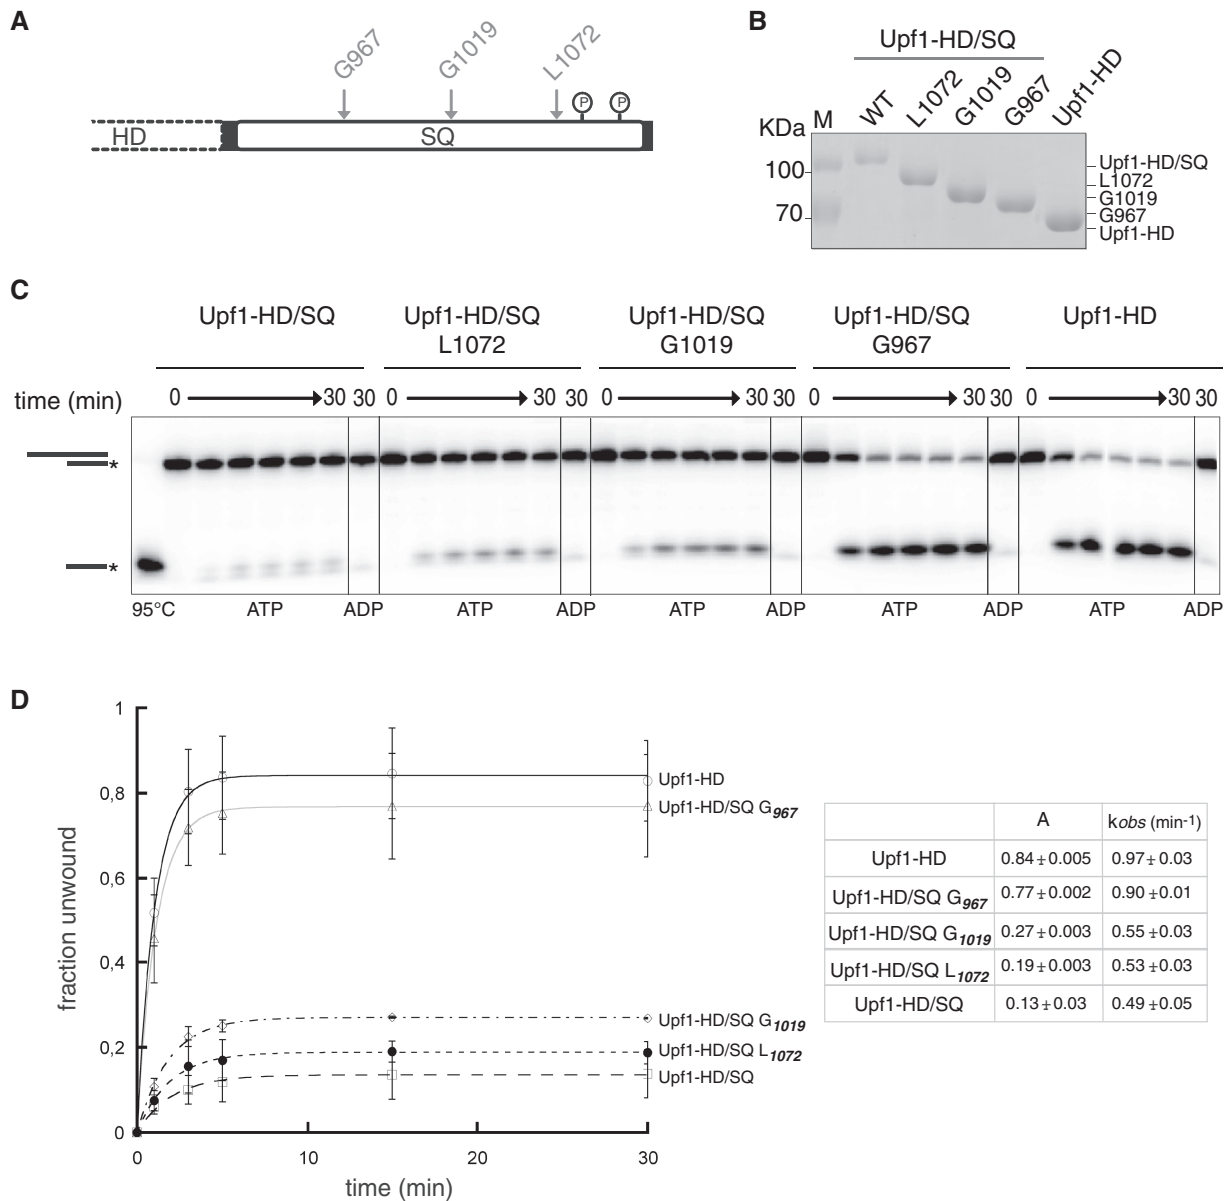 A
G967
G1019
L1072
P
P
HD
SQ
B
Upf1-HD/SQ
KDa
M
WT
L1072
G1019
G967
Upf1-HD
100
70
Upf1-HD/SQ
L1072
G1019
G967
Upf1-HD
C
Upf1-HD/SQ
Upf1-HD/SQ
L1072
Upf1-HD/SQ
G1019
Upf1-HD/SQ
G967
Upf1-HD
time (min)
0 30 30 0 30 30 0 30 30 0 30 30 0 30 30
*
*
95°C ATP ADP ATP ADP ATP ADP ATP ADP ATP ADP
D
fraction unwound
1
0,8
0,6
0,4
0,2
0
0 10 20 30
time (min)
Upf1-HD
Upf1-HD/SQ G967
Upf1-HD/SQ G1019
Upf1-HD/SQ L1072
Upf1-HD/SQ
A kobs (min-1)
Upf1-HD 0.84±0.005 0.97±0.03
Upf1-HD/SQ G967 0.77±0.002 0.90±0.01
Upf1-HD/SQ G1019 0.27±0.003 0.55±0.03
Upf1-HD/SQ L1072 0.19±0.003 0.53±0.03
Upf1-HD/SQ 0.13±0.03 0.49±0.05